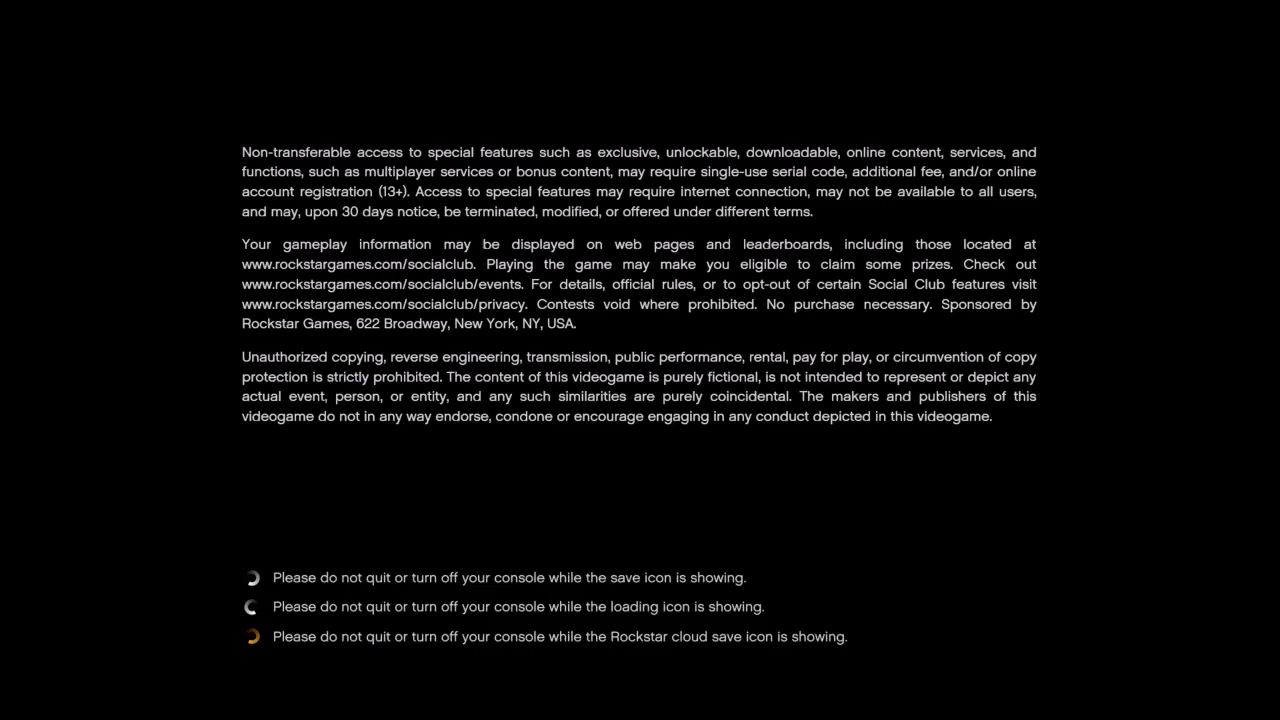 Non-transferable access to special features such as exclusive, unlockable, downloadable, online content, services, and
functions, such as multiplayer services or bonus content, may require single-use serial code, additional fee, and/or online
account registration (13+). Access to special features may require internet connection, may not be available to all users,
and may, upon 30 days notice, be terminated, modified, or offered under different terms.
Your gameplay information may be displayed on web pages and leaderboards, including those located at
www.rockstargames.com/socialclub. Playing the game may make you eligible to claim some prizes. Check out
www.rockstargames.com/socialclub/events. For details, official rules, or to opt-out of certain Social Club features visit
www.rockstargames.com/socialclub/privacy. Contests void where prohibited. No purchase necessary. Sponsored by
Rockstar Games, 622 Broadway, New York, NY, USA.
Unauthorized copying, reverse engineering, transmission, public performance, rental, pay for play, or circumvention of copy
protection is strictly prohibited. The content of this videogame is purely fictional, is not intended to represent or depict any
actual event, person, or entity, and any such similarities are purely coincidental. The makers and publishers of this
videogame do not in any way endorse, condone or encourage engaging in any conduct depicted in this videogame.
Please do not quit or turn off your console while the save icon is showing.
Please do not quit or turn off your console while the loading icon is showing.
Please do not quit or turn off your console while the Rockstar cloud save icon is showing.